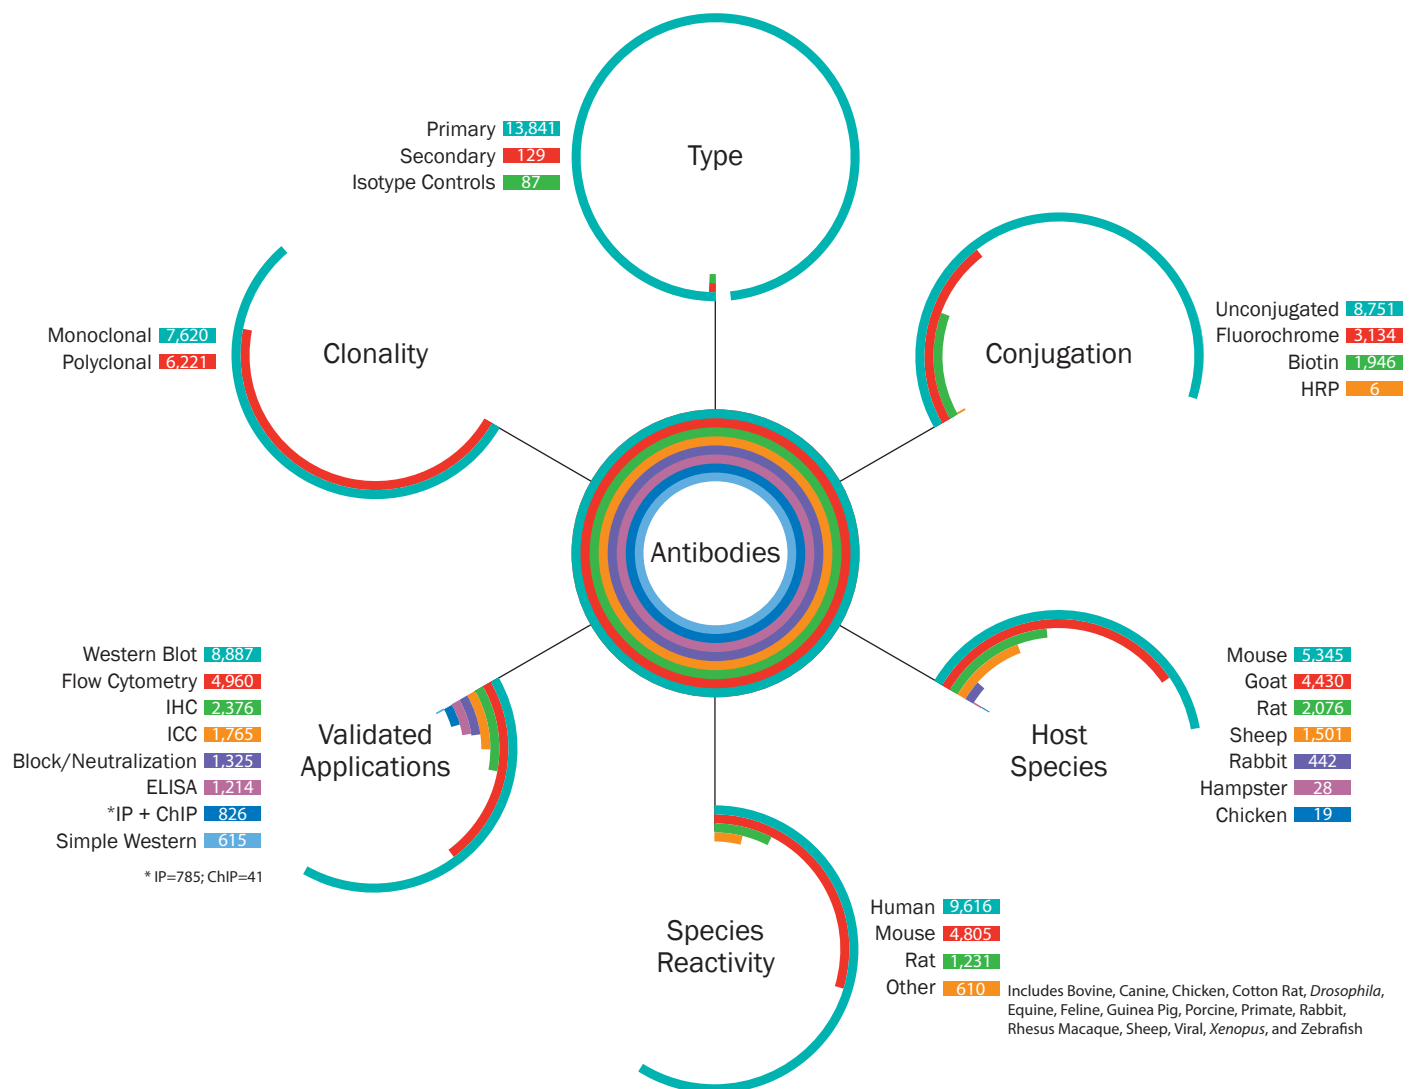 Type
Primary 13,841
Secondary 129
Isotype Controls 87
Clonality
Monoclonal 7,620
Polyclonal 6,221
Conjugation
Unconjugated 8,751
Fluorochrome 3,134
Biotin 1,946
HRP 6
Antibodies
Validated
Applications
Western Blot 8,887
Flow Cytometry 4,960
IHC 2,376
ICC 1,765
Block/Neutralization 1,325
ELISA 1,214
*IP + ChIP 826
Simple Western 615
* IP=785; ChIP=41
Host
Species
Mouse 5,345
Goat 4,430
Rat 2,076
Sheep 1,501
Rabbit 442
Hampster 28
Chicken 19
Species
Reactivity
Human 9,616
Mouse 4,805
Rat 1,231
Other 610
Includes Bovine, Canine, Chicken, Cotton Rat, Drosophila,
Equine, Feline, Guinea Pig, Porcine, Primate, Rabbit,
Rhesus Macaque, Sheep, Viral, Xenopus, and Zebrafish